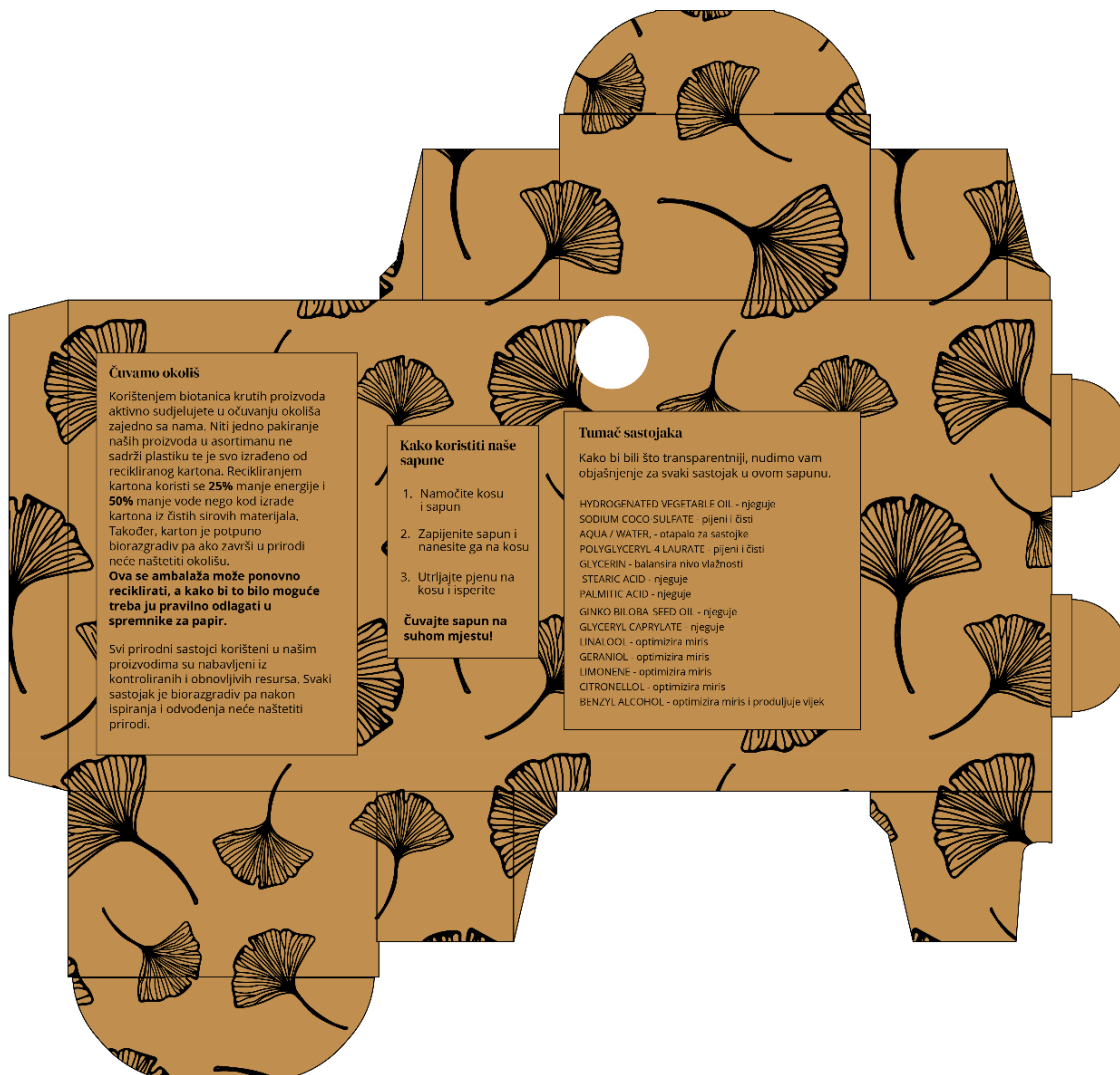 Čuvamo okoliš
Korištenjem biotanica krutih proizvoda
aktivno sudjelujete u očuvanju okoliša
zajedno sa nama. Niti jedno pakiranje
naših proizvoda u asortimanu ne
sadrži plastiku te je svo izrađeno od
recikliranog kartona. Recikliranjem
kartona koristi se 25% manje energije i
50% manje vode nego kod izrade
kartona iz čistih sirovih materijala.
Također, karton je potpuno
biorazgradiv pa ako završi u prirodi
neće naštetiti okolišu.
Ova se ambalaža može ponovno
reciklirati, a kako bi to bilo moguće
treba ju pravilno odlagati u
spremnike za papir.
Svi prirodni sastojci korišteni u našim
proizvodima su nabavljeni iz
kontroliranih i obnovljivih resursa. Svaki
sastojak je biorazgradiv pa nakon
ispiranja i odvođenja neće naštetiti
prirodi.
Kako koristiti naše
sapune
1. Namočite kosu
i sapun
2. Zapijenite sapun i
nanesite ga na kosu
3. Utrljajte pjenu na
kosu i isperite
Čuvajte sapun na
suhom mjestu!
Tumač sastojaka
Kako bi bili što transparentniji, nudimo vam
objašnjenje za svaki sastojak u ovom sapunu.
HYDROGENATED VEGETABLE OIL - njeguje
SODIUM COCO SULFATE - pijeni i čisti
AQUA / WATER, - otapalo za sastojke
POLYGLYCERYL-4 LAURATE - pijeni i čisti
GLYCERIN - balansira nivo vlažnosti
STEARIC ACID - njeguje
PALMITIC ACID - njeguje
GINKO BILOBA SEED OIL - njeguje
GLYCERYL CAPRYLATE - njeguje
LINALOOL - optimizira miris
GERANIOL - optimizira miris
LIMONENE - optimizira miris
CITRONELLOL - optimizira miris
BENZYL ALCOHOL - optimizira miris i produljuje vijek